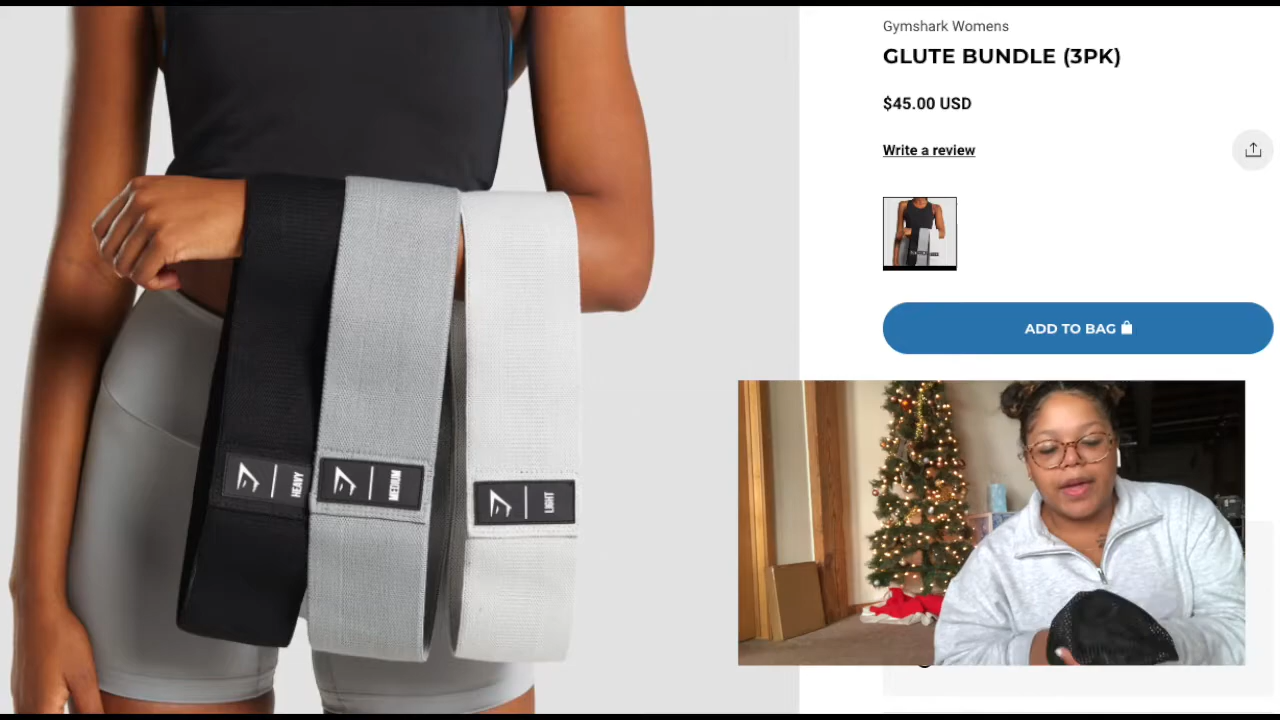 Gymshark Womens
GLUTE BUNDLE (3PK)
$45.00 USD
Write a review
ADD TO BAG
HEAVY
MEDIUM
LIGHT